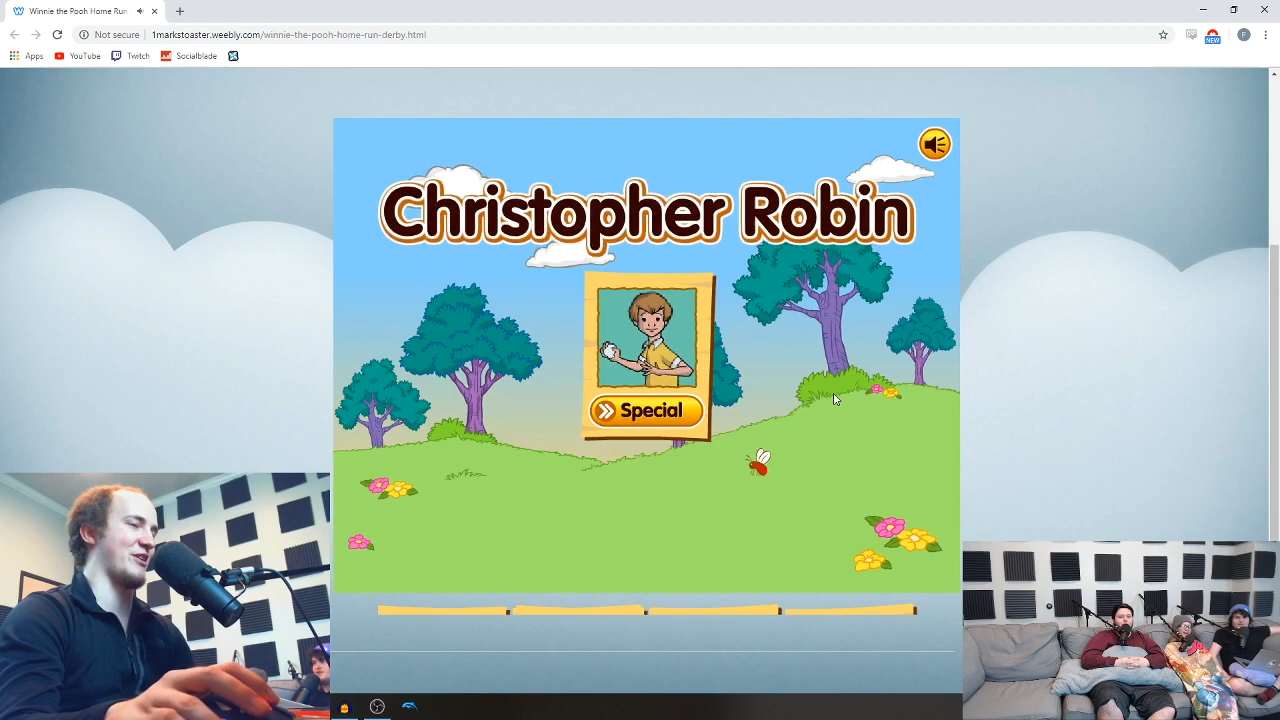 Winnie the Pooh Home Run
Not secure
1markstoaster.weebly.com/winnie-the-pooh-home-run-derby.html
NEW
F
Apps
YouTube
Twitch
Socialblade
Christopher Robin
Special